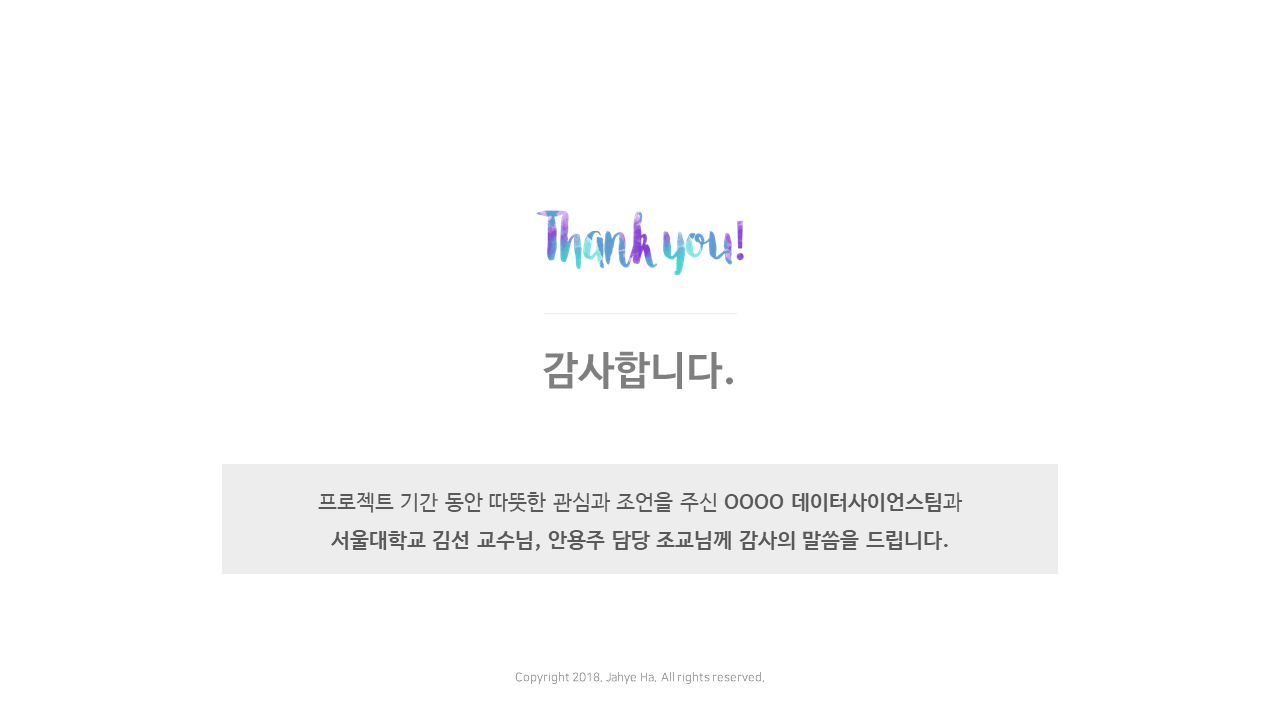 Thank you!
감사합니다.
프로젝트 기간 동안 따뜻한 관심과 조언을 주신 OOOO 데이터사이언스팀과
서울대학교 김선 교수님, 안용주 담당 조교님께 감사의 말씀을 드립니다.
Copyright 2018. Jahye Ha. All rights reserved.